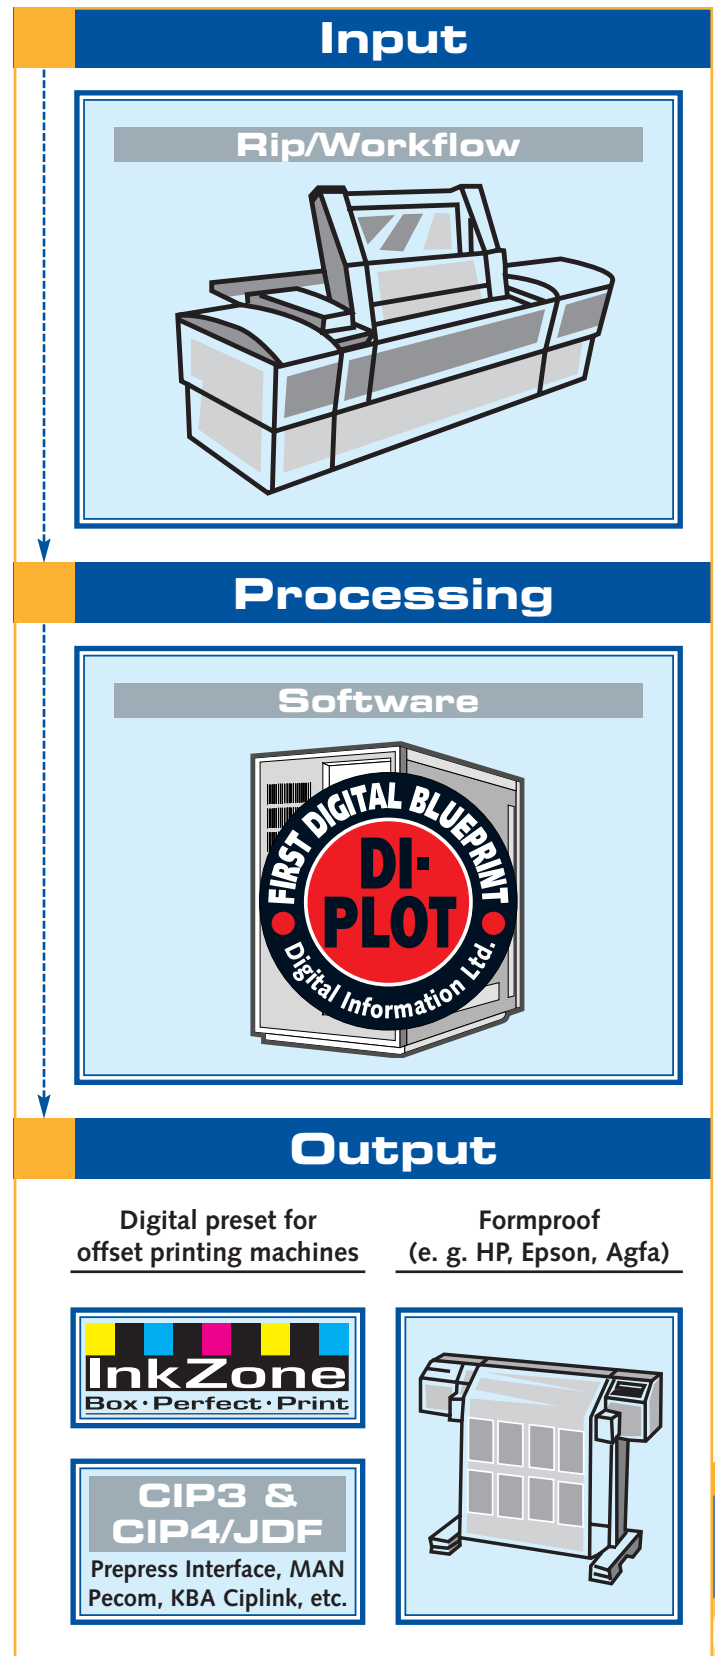 Input
Rip/Workflow
Processing
Software
FIRST DIGITAL BLUEPRINT
DI-
PLOT
Digital Information Ltd.
Output
Digital preset for
offset printing machines
InkZone
Box·Perfect·Print
CIP3 &
CIP4/JDF
Prepress Interface, MAN
Pecom, KBA Ciplink, etc.
Formproof
(e. g. HP, Epson, Agfa)